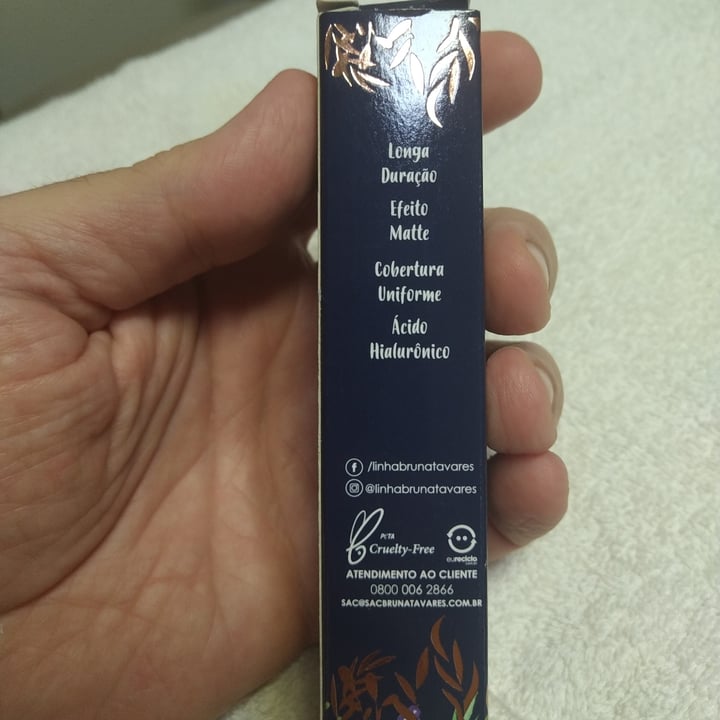 Longa
Duração
Efeito
Matte
Cobertura
Uniforme
Ácido
Hialurônico
/linhabrunatavares
@linhabrunatavares
PETA
Cruelty-Free
eureciclo
ATENDIMENTO AO CLIENTE
0800 006 2866
SAC@SACBRUNATAVARES.COM.BR